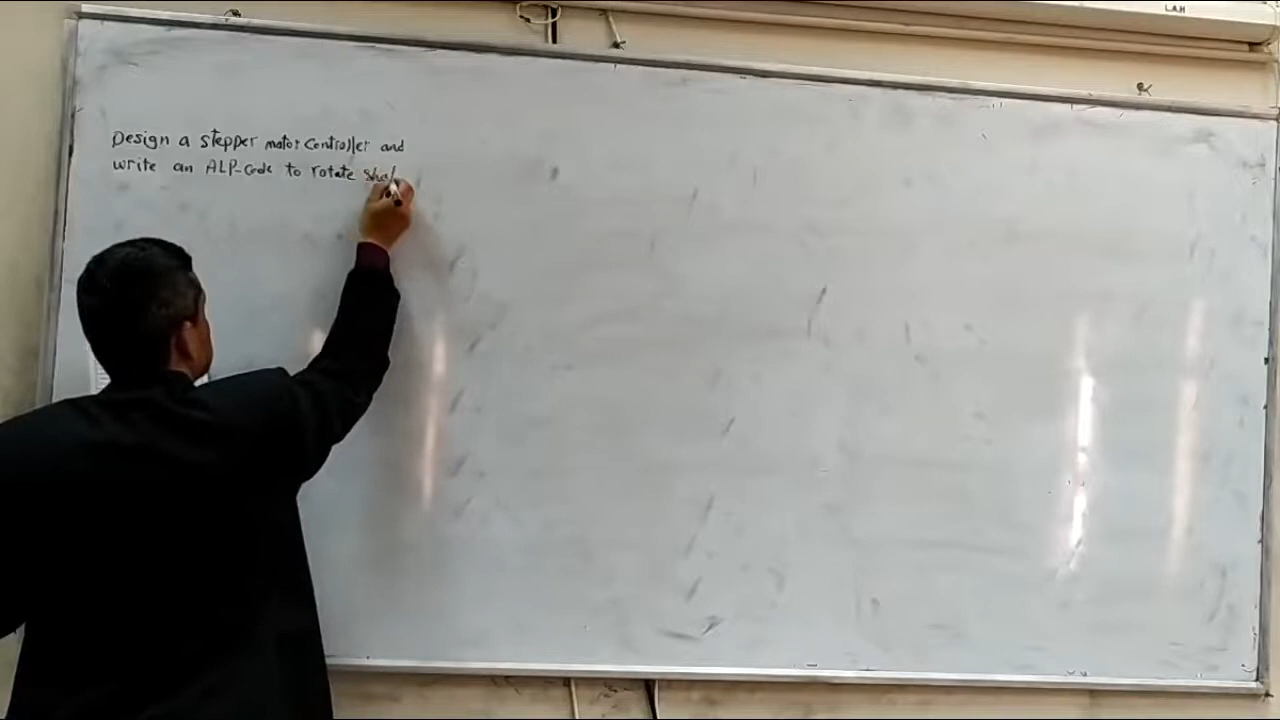 Design a stepper motor controller and
write an ALP-Code to rotate
L.A.H